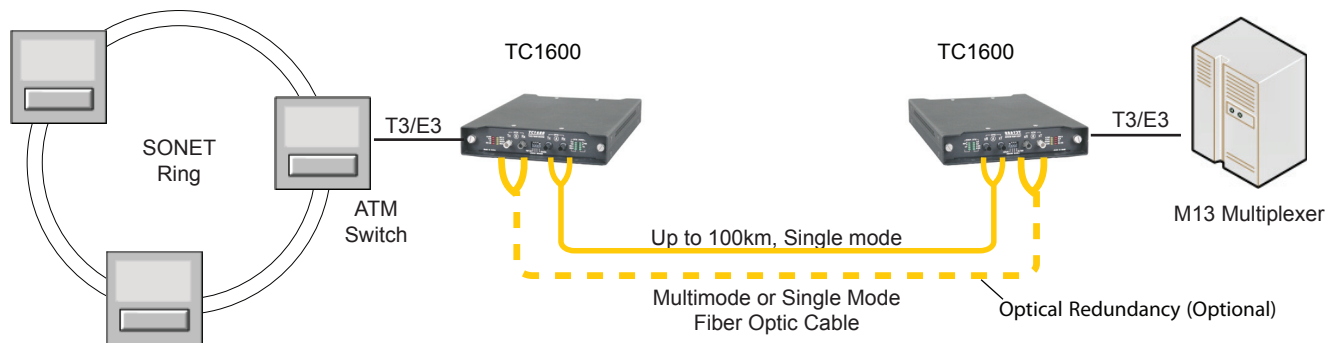 TC1600
TC1600
T3/E3
T3/E3
SONET
Ring
ATM
Switch
M13 Multiplexer
Up to 100km, Single mode
Multimode or Single Mode
Fiber Optic Cable
Optical Redundancy (Optional)